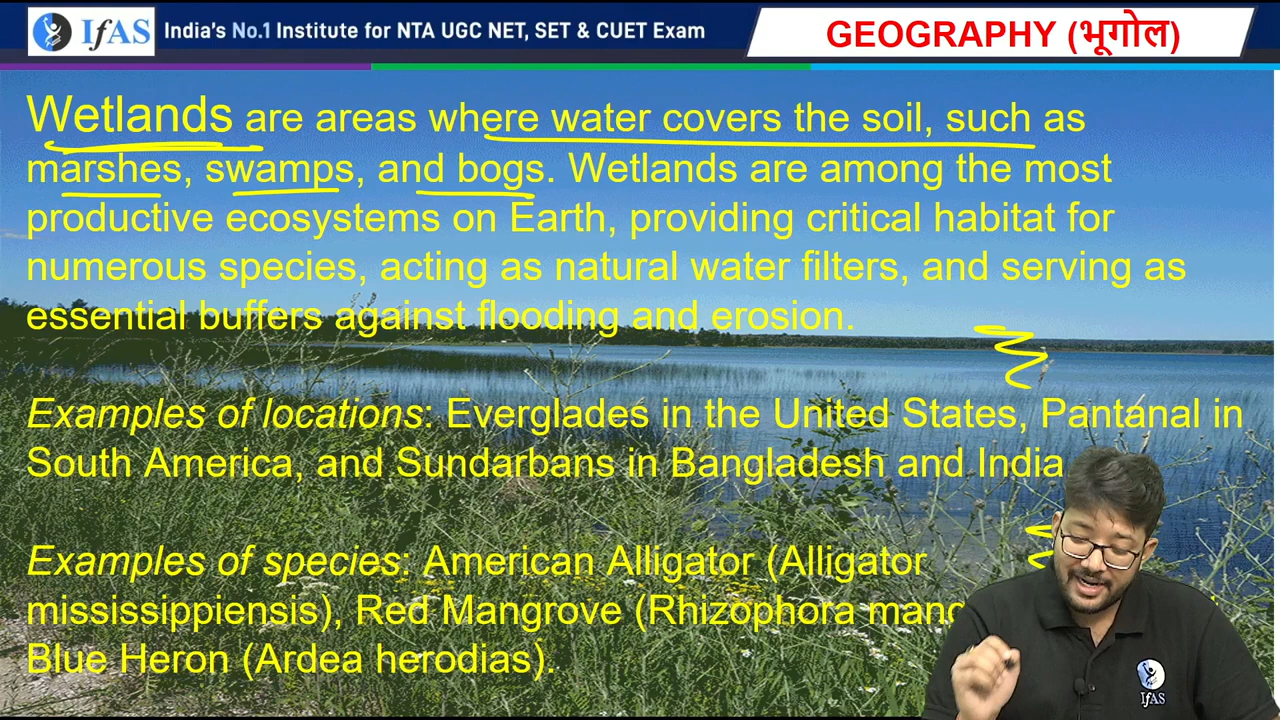 IfAS India's No.1 Institute for NTA UGC NET, SET & CUET Exam
GEOGRAPHY (भूगोल)
Wetlands are areas where water covers the soil, such as
marshes, swamps, and bogs. Wetlands are among the most
productive ecosystems on Earth, providing critical habitat for
numerous species, acting as natural water filters, and serving as
essential buffers against flooding and erosion.
Examples of locations: Everglades in the United States, Pantanal in
South America, and Sundarbans in Bangladesh and India
Examples of species: American Alligator (Alligator
mississippiensis), Red Mangrove (Rhizophora
Blue Heron (Ardea herodias).
IfAS